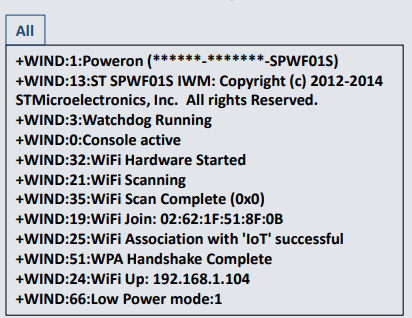 All
+WIND:1:Poweron (******-*******-SPWF01S)
+WIND:13:ST SPWF01S IWM: Copyright (c) 2012-2014
STMicroelectronics, Inc.  All rights Reserved.
+WIND:3:Watchdog Running
+WIND:0:Console active
+WIND:32:WiFi Hardware Started
+WIND:21:WiFi Scanning
+WIND:35:WiFi Scan Complete (0x0)
+WIND:19:WiFi Join: 02:62:1F:51:8F:0B
+WIND:25:WiFi Association with 'IoT' successful
+WIND:51:WPA Handshake Complete
+WIND:24:WiFi Up: 192.168.1.104
+WIND:66:Low Power mode:1